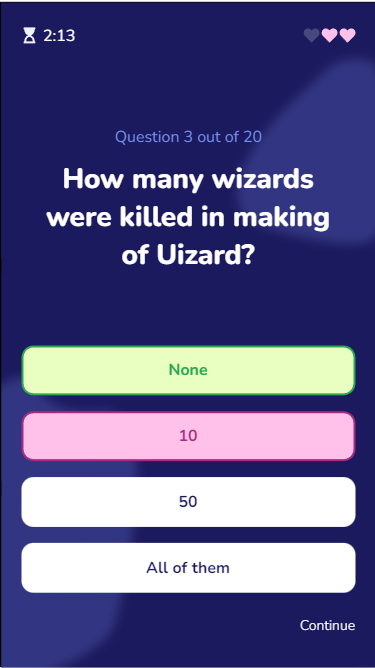 2:13
Question 3 out of 20
How many wizards
were killed in making
of Uizard?
None
10
50
All of them
Continue